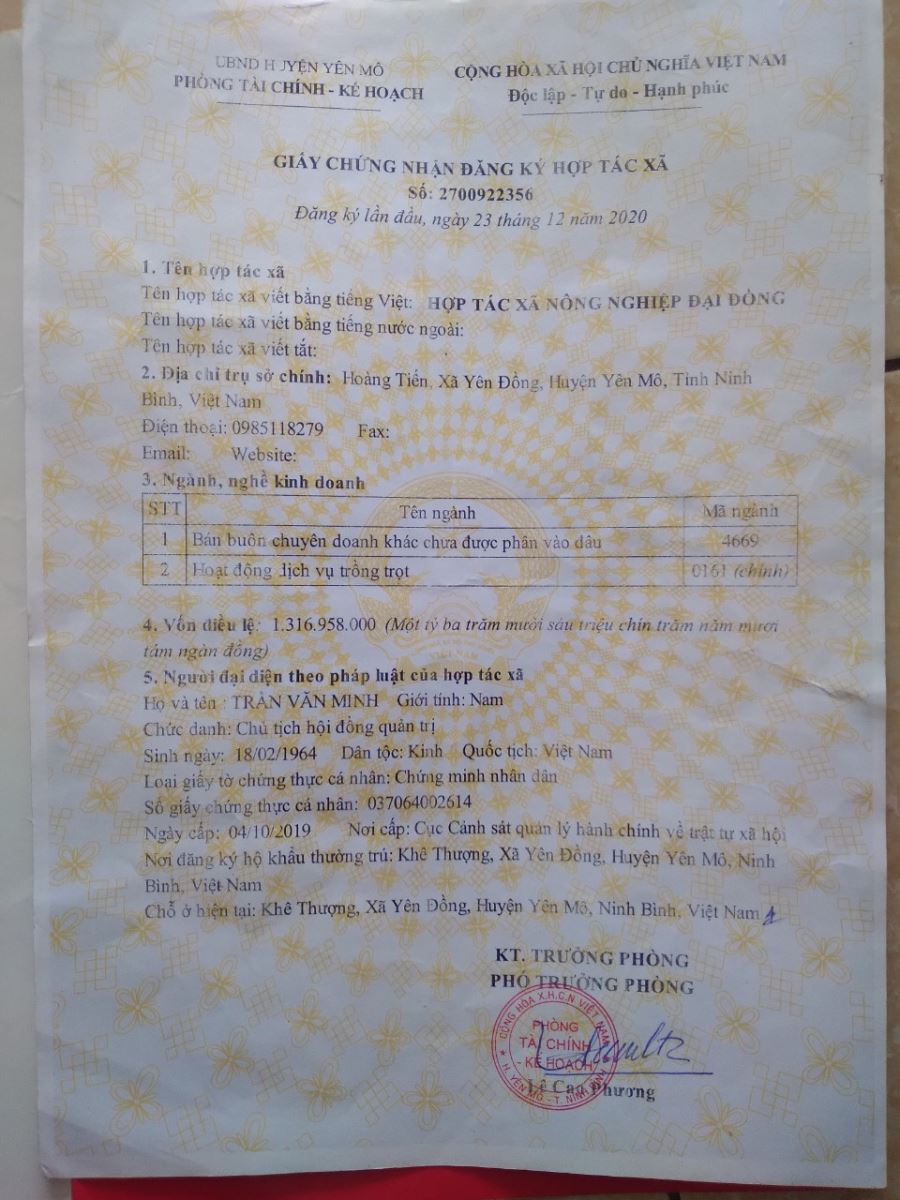 UBND HUYỆN YÊN MÔ
PHÒNG TÀI CHÍNH - KẾ HOẠCH
CỘNG HÒA XÃ HỘI CHỦ NGHĨA VIỆT NAM
Độc lập - Tự do - Hạnh phúc
GIẤY CHỨNG NHẬN ĐĂNG KÝ HỢP TÁC XÃ
Số: 2700922356
Đăng ký lần đầu, ngày 23 tháng 12 năm 2020
1. Tên hợp tác xã
Tên hợp tác xã viết bằng tiếng Việt: HỢP TÁC XÃ NÔNG NGHIỆP ĐẠI ĐỒNG
Tên hợp tác xã viết bằng tiếng nước ngoài:
Tên hợp tác xã viết tắt:
2. Địa chỉ trụ sở chính: Hoàng Tiến, Xã Yên Đồng, Huyện Yên Mô, Tỉnh Ninh
Bình, Việt Nam
Điện thoại: 0985118279 Fax:
Email: Website:
3. Ngành, nghề kinh doanh
STT Tên ngành Mã ngành
1 Bán buôn chuyên doanh khác chưa được phân vào đâu 4669
2 Hoạt động dịch vụ trồng trọt 0161 (chính)
4. Vốn điều lệ: 1.316.958.000 (Một tỷ ba trăm mười sáu triệu chín trăm năm mươi
tám ngàn đồng)
5. Người đại diện theo pháp luật của hợp tác xã
Họ và tên : TRẦN VĂN MINH Giới tính: Nam
Chức danh: Chủ tịch hội đồng quản trị
Sinh ngày: 18/02/1964 Dân tộc: Kinh Quốc tịch: Việt Nam
Loại giấy tờ chứng thực cá nhân: Chứng minh nhân dân
Số giấy chứng thực cá nhân: 037064002614
Ngày cấp: 04/10/2019 Nơi cấp: Cục Cảnh sát quản lý hành chính về trật tự xã hội
Nơi đăng ký hộ khẩu thường trú: Khê Thượng, Xã Yên Đồng, Huyện Yên Mô, Ninh
Bình, Việt Nam
Chỗ ở hiện tại: Khê Thượng, Xã Yên Đồng, Huyện Yên Mô, Ninh Bình, Việt Nam
KT. TRƯỞNG PHÒNG
PHÓ TRƯỞNG PHÒNG
CỘNG HÒA X.H.C.N VIỆT NAM
PHÒNG
TÀI CHÍNH
- KẾ HOẠCH
H. YÊN MÔ - T. NINH BÌNH
Lê Cao Phương